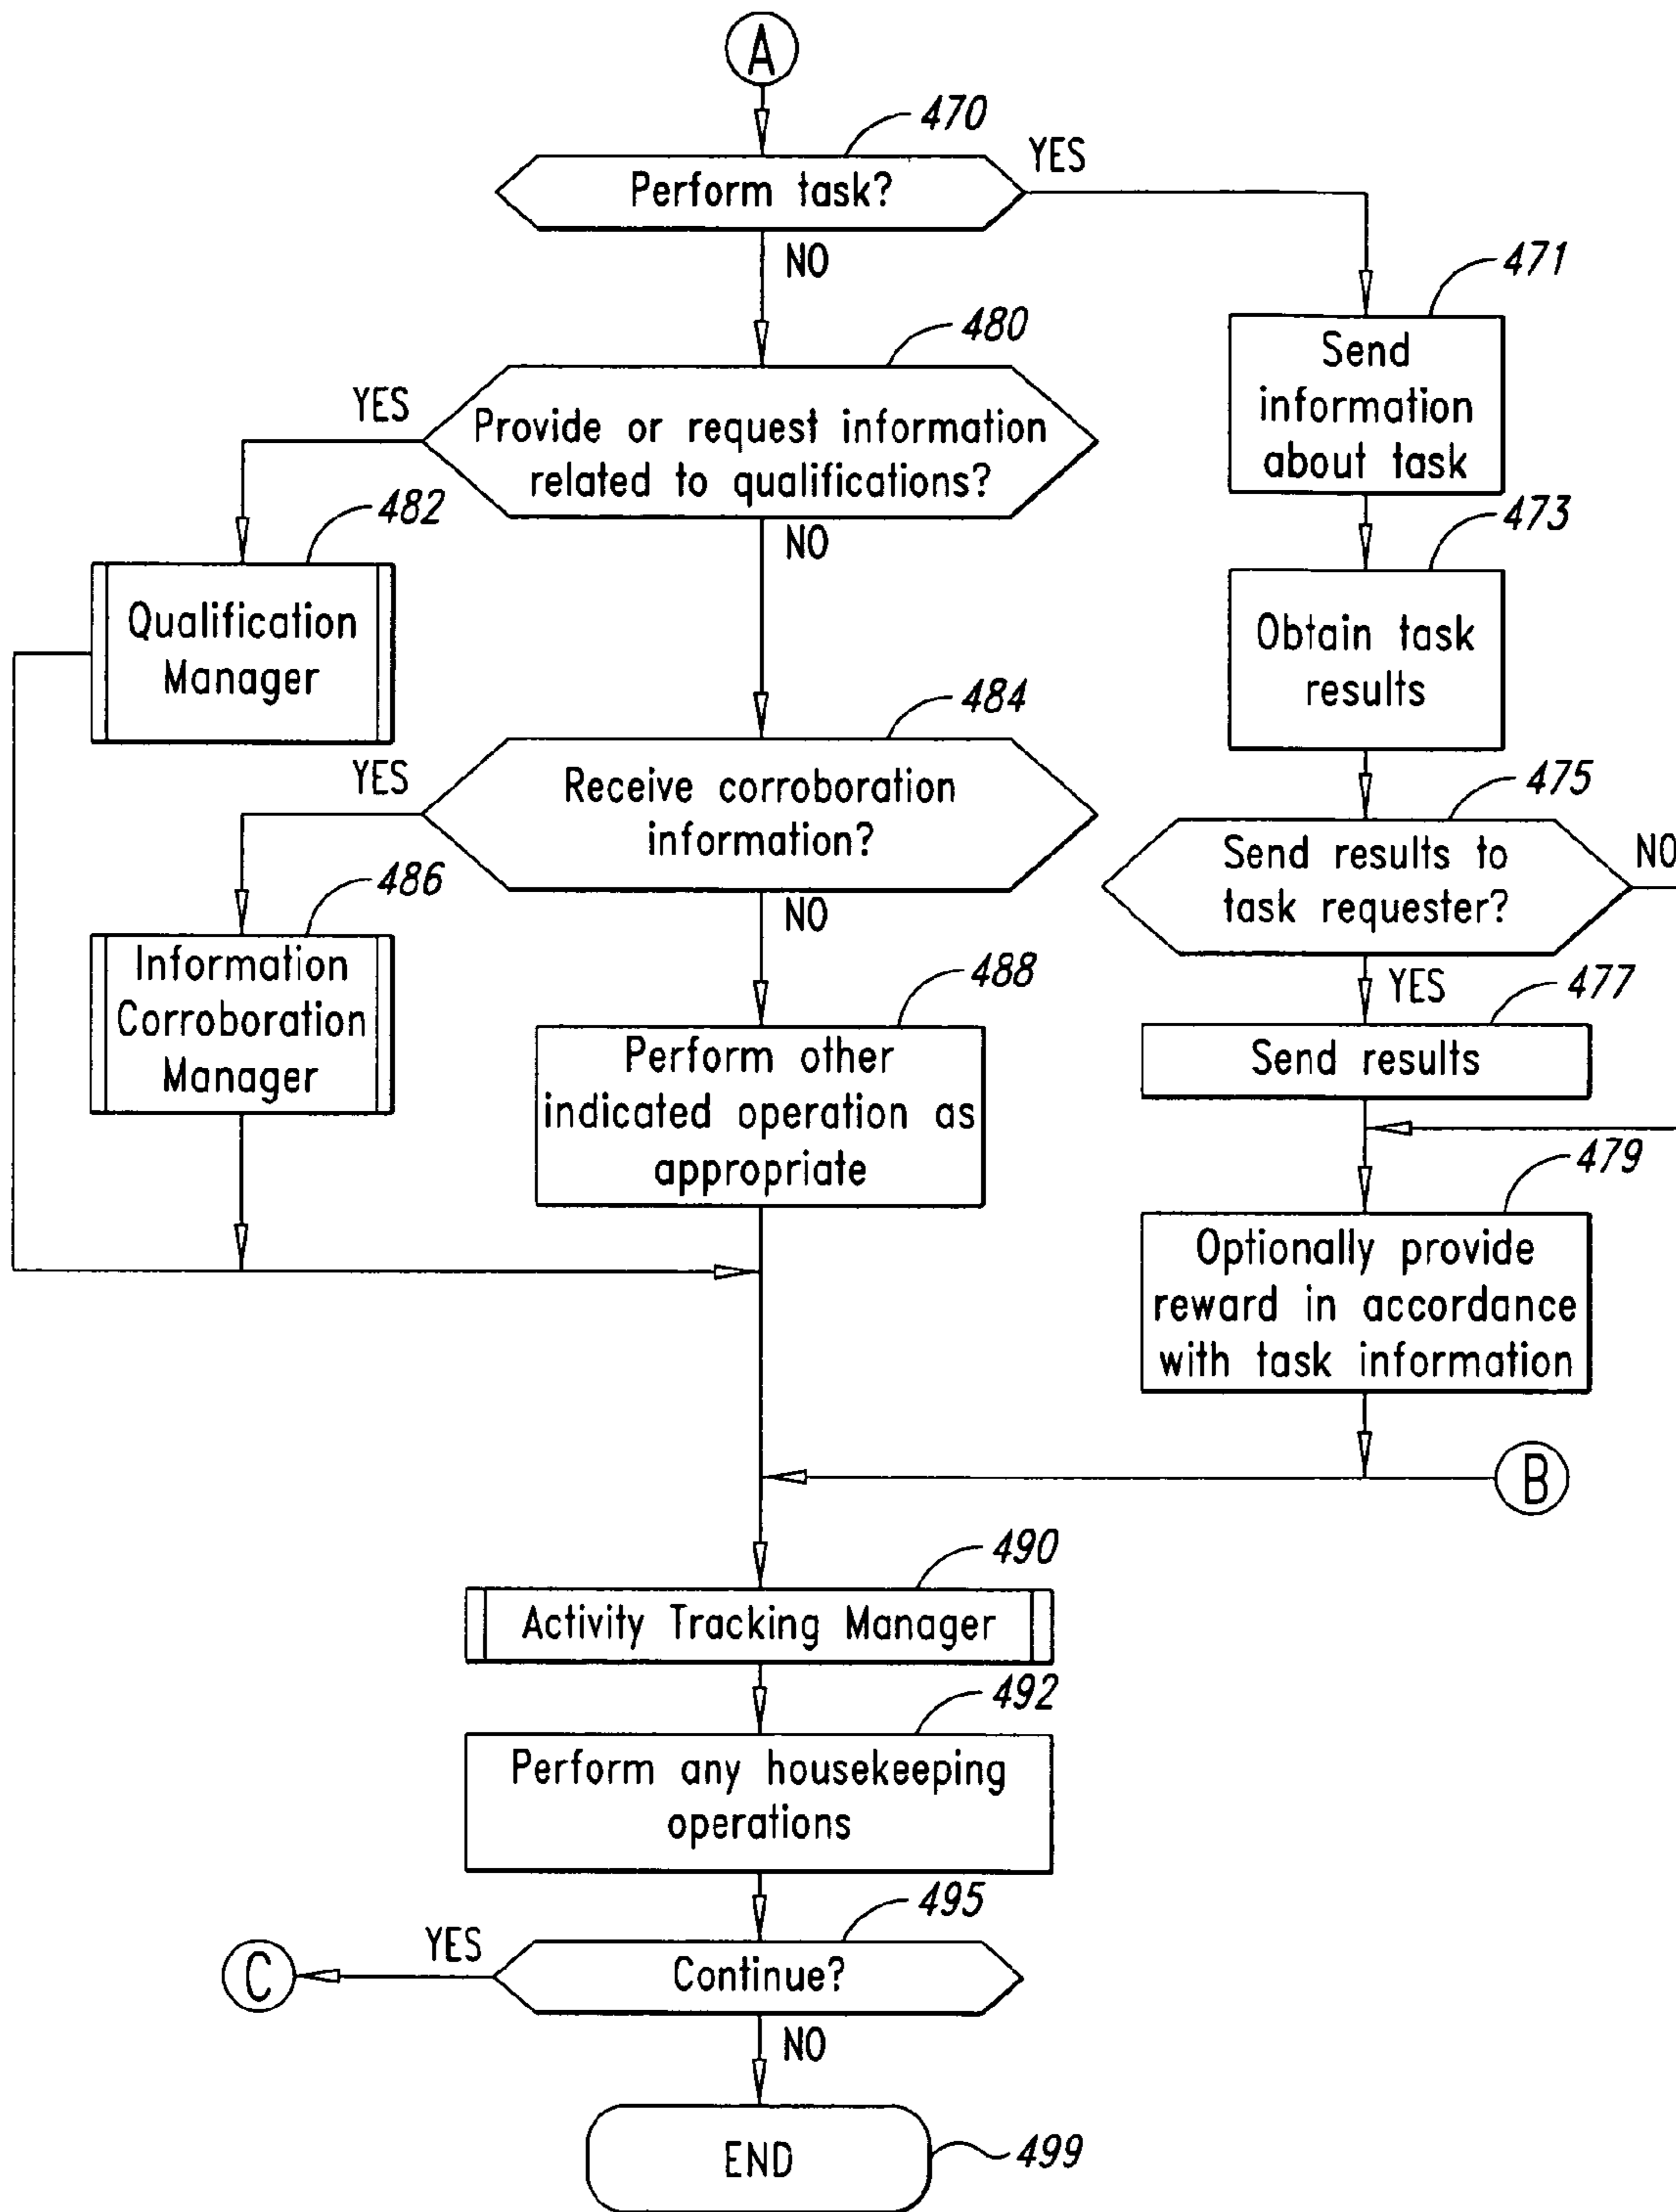 A
470
Perform task?
YES
NO
471
Send
information
about task
480
YES
Provide or request information
related to qualifications?
NO
482
Qualification
Manager
473
Obtain task
results
484
YES
Receive corroboration
information?
NO
475
Send results to
task requester?
NO
YES
486
Information
Corroboration
Manager
488
Perform other
indicated operation as
appropriate
477
Send results
479
Optionally provide
reward in accordance
with task information
B
490
Activity Tracking Manager
492
Perform any housekeeping
operations
495
YES
C
Continue?
NO
END
499